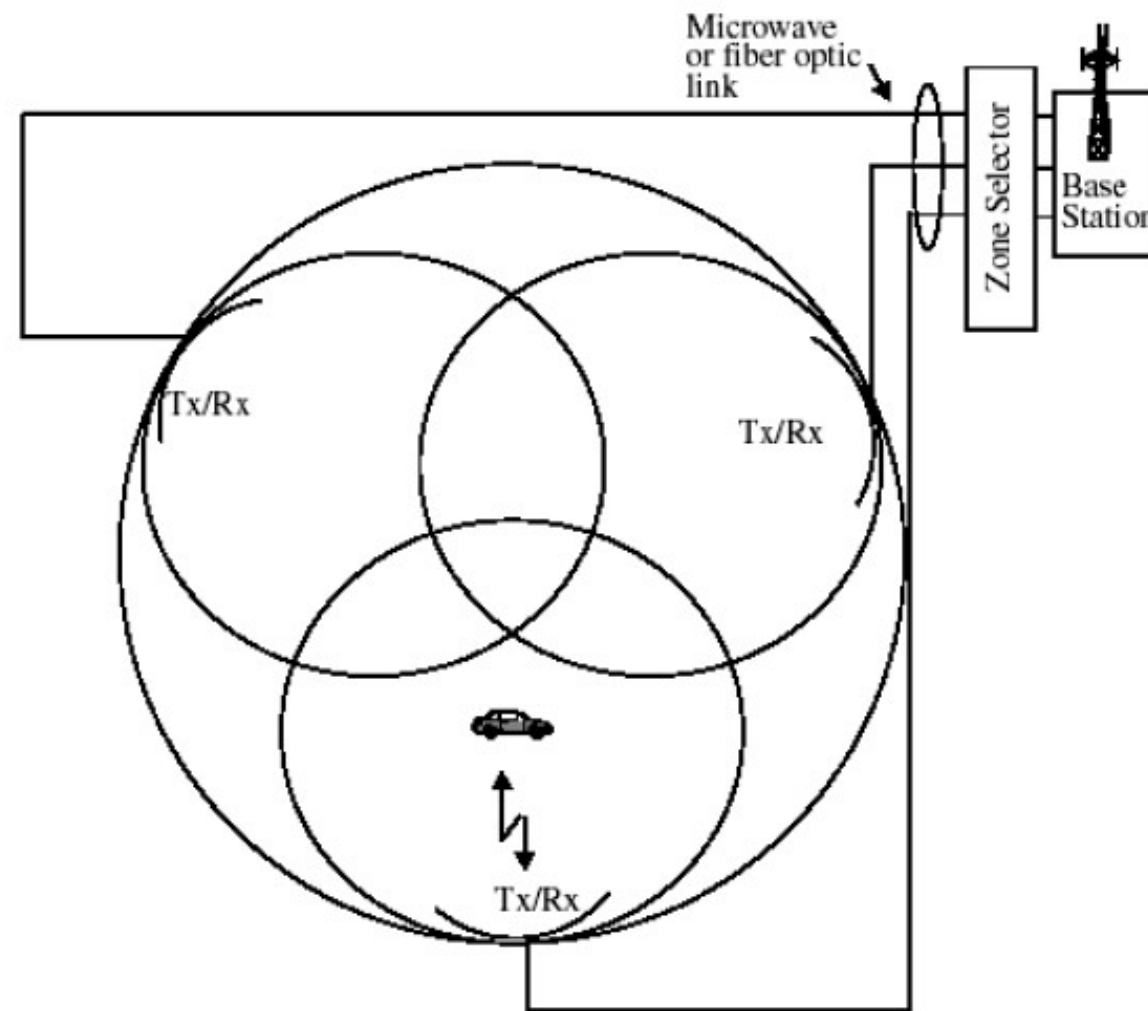 Microwave
or fiber optic
link
Zone Selector
Base
Station
Tx/Rx
Tx/Rx
Tx/Rx